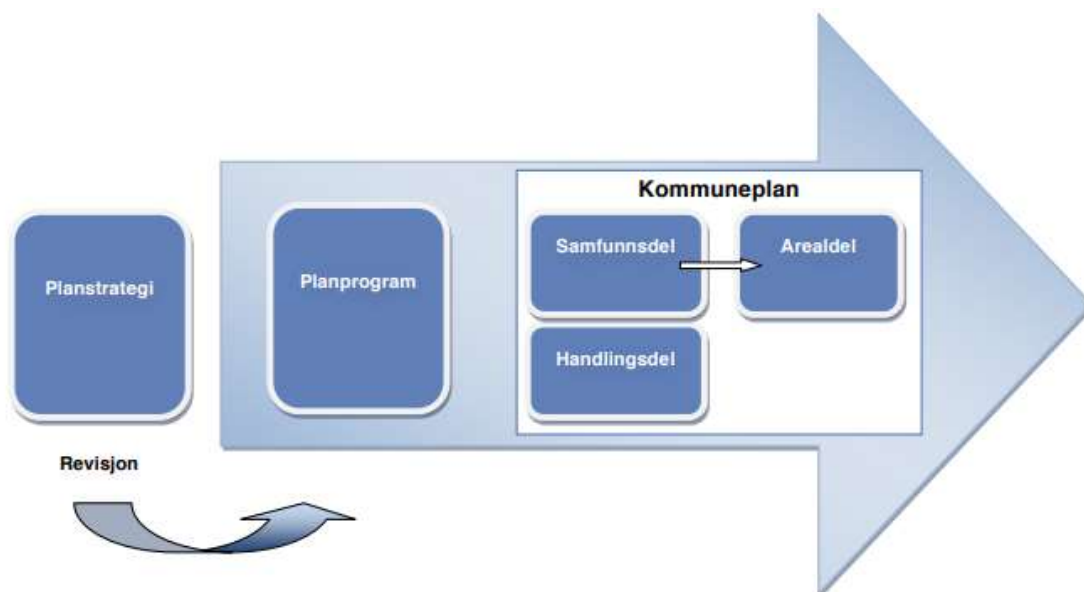 Kommuneplan
Samfunnsdel
Arealdel
Planstrategi
Planprogram
Handlingsdel
Revisjon